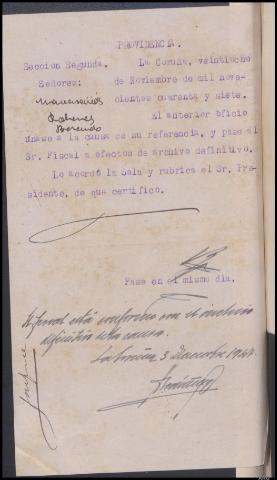 PROVIDENCIA.
Seccion Segunda. La Coruña, veintiocho
Señores: de Noviembre de mil nove-
cientos cuarenta y siete.
El anterior oficio
únase a la causa de su referencia, y pase al
Sr. Fiscal a efectos de archivo definitivo.
Lo acordó la Sala y rubrica el Sr. Pre-
sidente, de que certifico.
Pase en el mismo día.
El fiscal está conforme con el archivo
definitivo de la causa.
La Coruña 3 diciembre 1947.